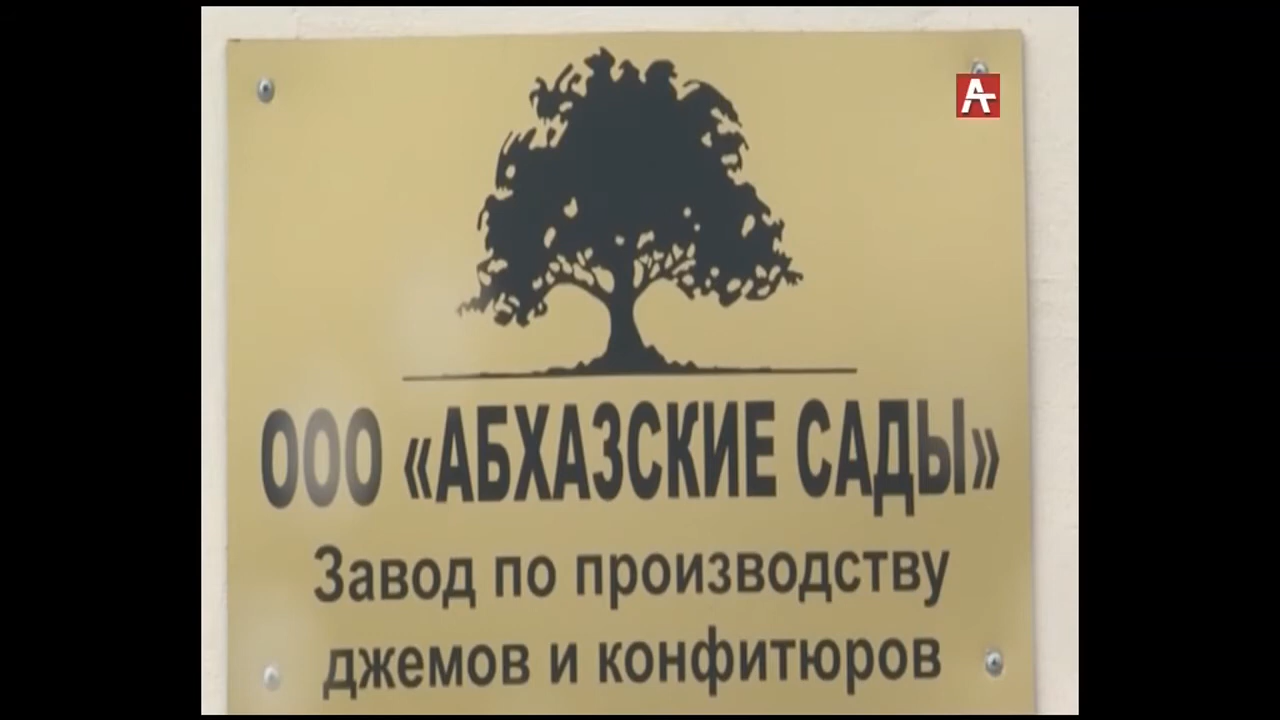 ООО «АБХАЗСКИЕ САДЫ»
Завод по производству
джемов и конфитюров